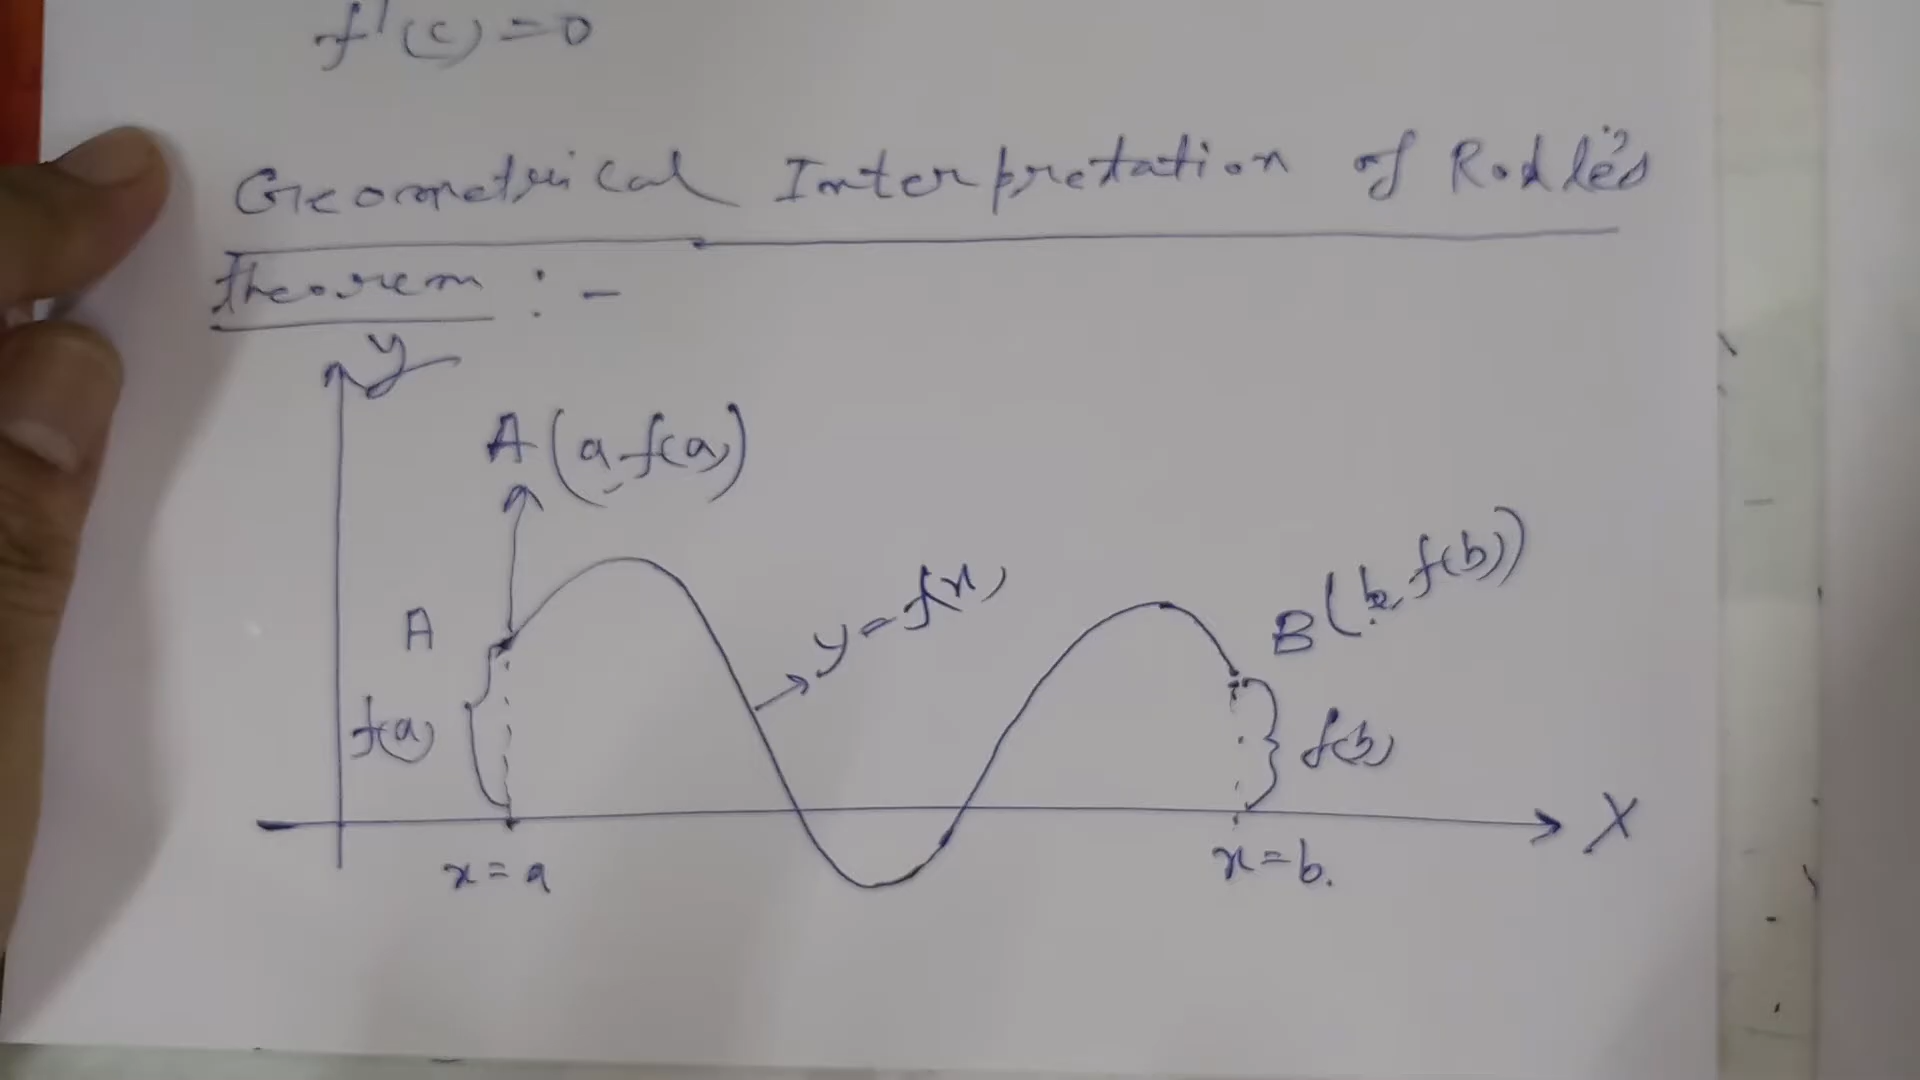 f'(c) = 0
Geometrical Interpretation of Rolle's
theorem : -
y
A (a, f(a))
A
y = f(x)
B (b, f(b))
f(a)
f(b)
X
x = a
x = b.